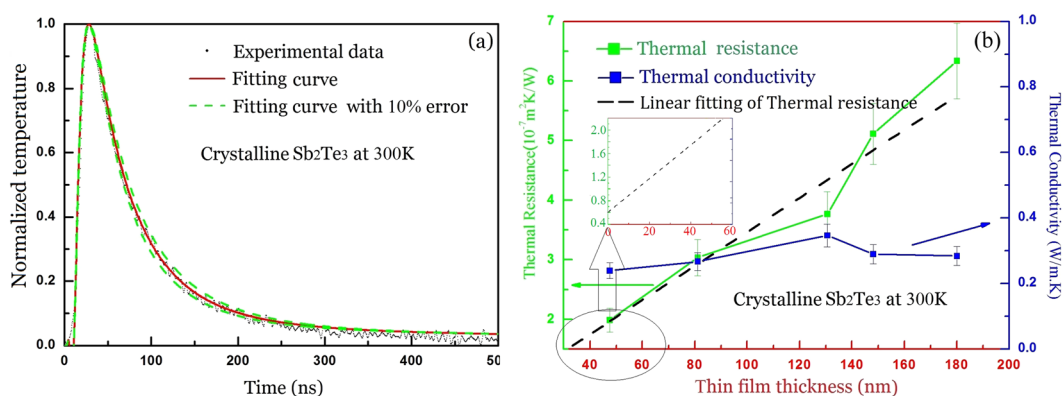 (a)
Experimental data
Fitting curve
Fitting curve with 10% error
Crystalline Sb2Te3 at 300K
Normalized temperature
1.0
0.8
0.6
0.4
0.2
0.0
0 100 200 300 400 500
Time (ns)
(b)
Thermal resistance
Thermal conductivity
Linear fitting of Thermal resistance
Thermal Resistance(10⁻⁷m²K/W)
7
6
5
4
3
2
2.4
2.0
1.6
1.2
0.8
0.4
0 20 40 60
Crystalline Sb2Te3 at 300K
1.0
0.8
0.6
0.4
0.2
0.0
Thermal Conductivity (W/m.K)
40 60 80 100 120 140 160 180 200
Thin film thickness (nm)